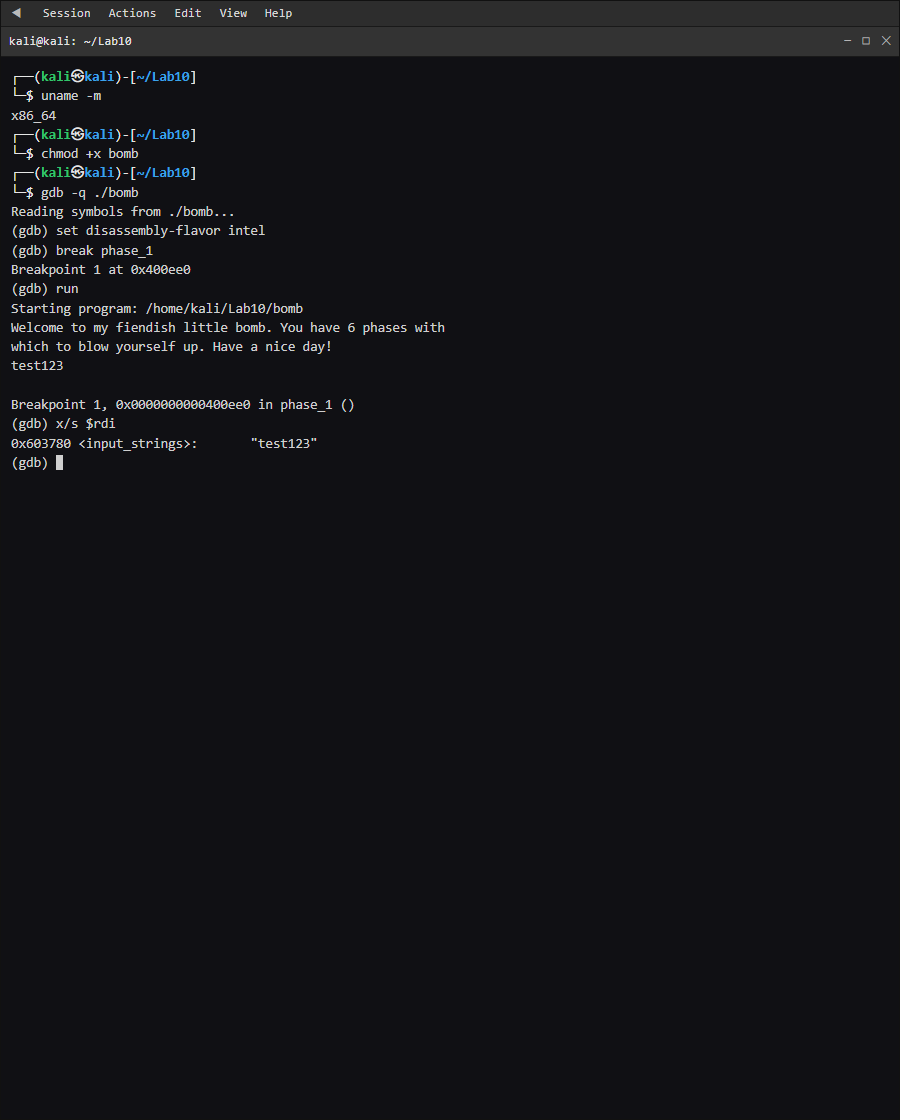 Session Actions Edit View Help
kali@kali: ~/Lab10
┌──(kali㉿kali)-[~/Lab10]
└─$ uname -m
x86_64
┌──(kali㉿kali)-[~/Lab10]
└─$ chmod +x bomb
┌──(kali㉿kali)-[~/Lab10]
└─$ gdb -q ./bomb
Reading symbols from ./bomb...
(gdb) set disassembly-flavor intel
(gdb) break phase_1
Breakpoint 1 at 0x400ee0
(gdb) run
Starting program: /home/kali/Lab10/bomb
Welcome to my fiendish little bomb. You have 6 phases with
which to blow yourself up. Have a nice day!
test123

Breakpoint 1, 0x0000000000400ee0 in phase_1 ()
(gdb) x/s $rdi
0x603780 <input_strings>:       "test123"
(gdb)